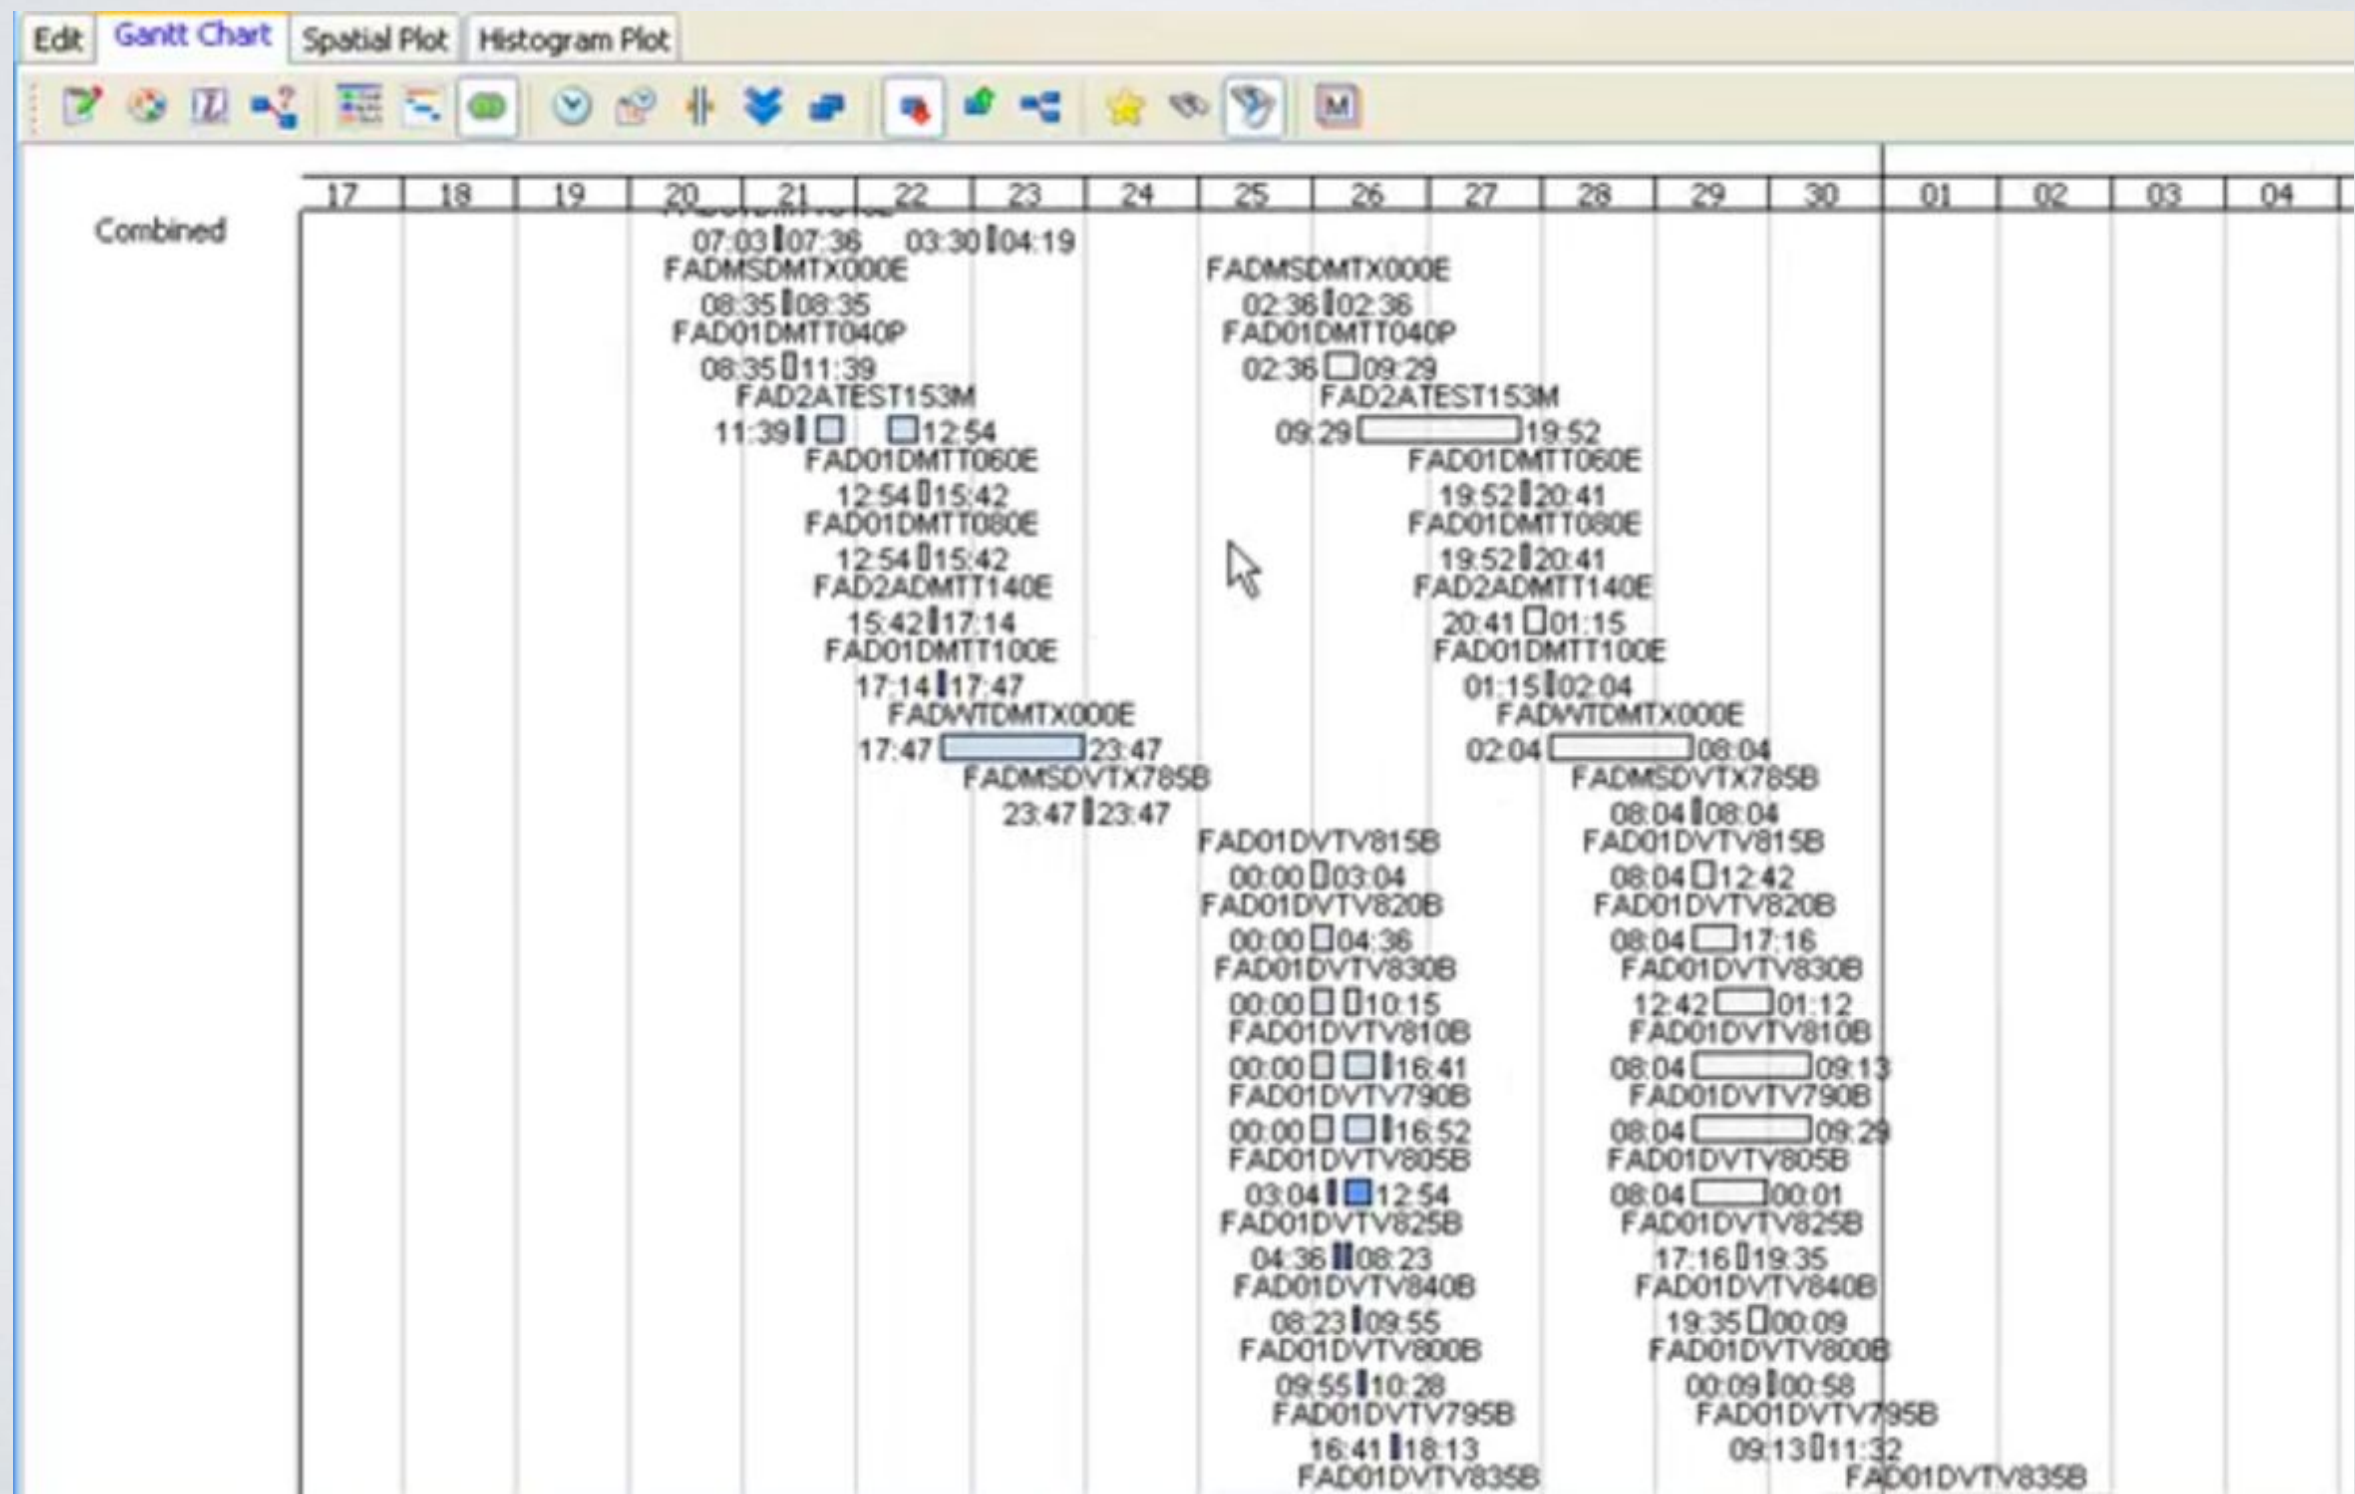 Edit Gantt Chart Spatial Plot Histogram Plot
M
17 18 19 20 21 22 23 24 25 26 27 28 29 30 01 02 03 04
Combined
07:03 07:36 03:30 04:19
FADMSDMTX000E FADMSDMTX000E
08:35 08:35 02:36 02:36
FAD01DMTT040P FAD01DMTT040P
08:35 11:39 02:36 09:29
FAD2ATEST153M FAD2ATEST153M
11:39 12:54 09:29 19:52
FAD01DMTT060E FAD01DMTT060E
12:54 15:42 19:52 20:41
FAD01DMTT080E FAD01DMTT080E
12:54 15:42 19:52 20:41
FAD2ADMTT140E FAD2ADMTT140E
15:42 17:14 20:41 01:15
FAD01DMTT100E FAD01DMTT100E
17:14 17:47 01:15 02:04
FADWTDMTX000E FADWTDMTX000E
17:47 23:47 02:04 08:04
FADMSDVTX785B FADMSDVTX785B
23:47 23:47 08:04 08:04
FAD01DVTV815B FAD01DVTV815B
00:00 03:04 08:04 12:42
FAD01DVTV820B FAD01DVTV820B
00:00 04:36 08:04 17:16
FAD01DVTV830B FAD01DVTV830B
00:00 10:15 12:42 01:12
FAD01DVTV810B FAD01DVTV810B
00:00 16:41 08:04 09:13
FAD01DVTV790B FAD01DVTV790B
00:00 16:52 08:04 09:29
FAD01DVTV805B FAD01DVTV805B
03:04 12:54 08:04 00:01
FAD01DVTV825B FAD01DVTV825B
04:36 08:23 17:16 19:35
FAD01DVTV840B FAD01DVTV840B
08:23 09:55 19:35 00:09
FAD01DVTV800B FAD01DVTV800B
09:55 10:28 00:09 00:58
FAD01DVTV795B FAD01DVTV795B
16:41 18:13 09:13 11:32
FAD01DVTV835B FAD01DVTV835B